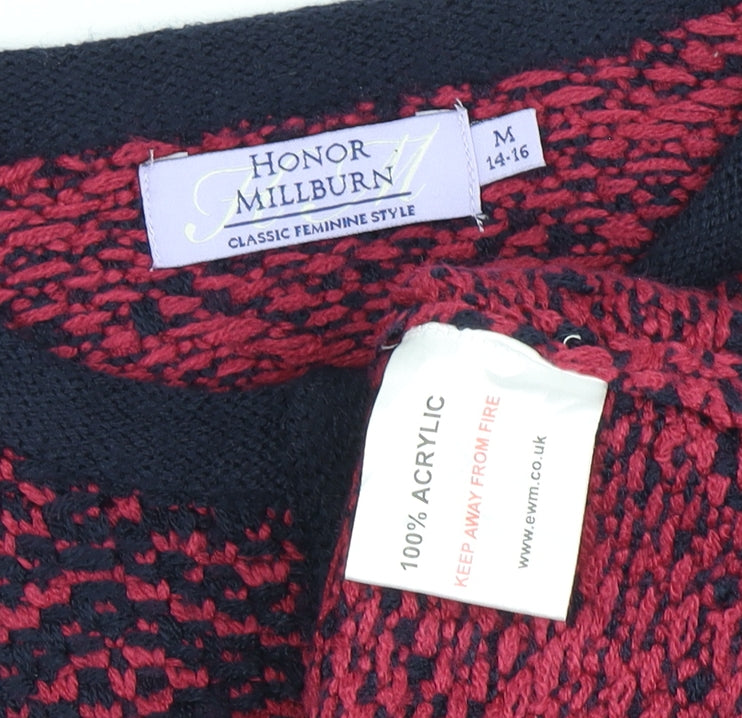 HONOR
MILLBURN
CLASSIC FEMININE STYLE
M
14-16
100% ACRYLIC
KEEP AWAY FROM FIRE
www.ewm.co.uk